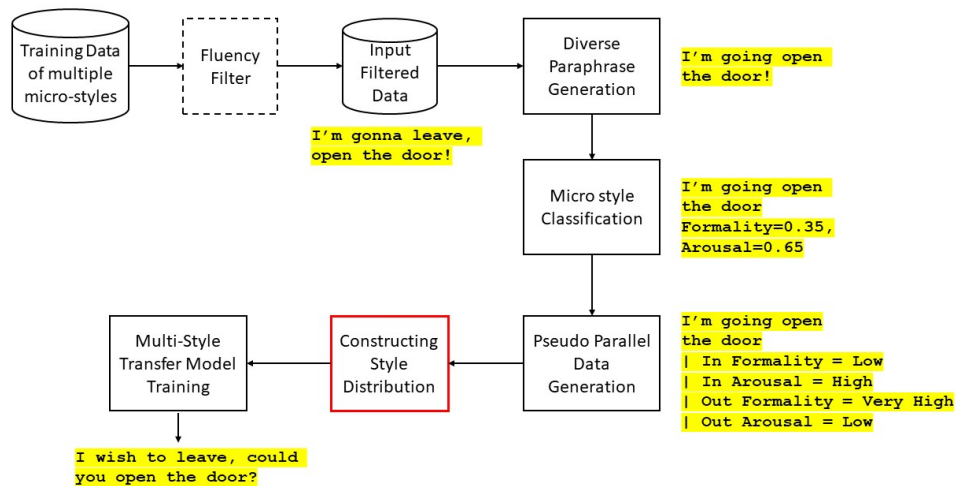 Training Data
of multiple
micro-styles
Fluency
Filter
Input
Filtered
Data
I'm gonna leave,
open the door!
Diverse
Paraphrase
Generation
I'm going open
the door!
Micro style
Classification
I'm going open
the door
Formality=0.35,
Arousal=0.65
Pseudo Parallel
Data
Generation
I'm going open
the door
| In Formality = Low
| In Arousal = High
| Out Formality = Very High
| Out Arousal = Low
Constructing
Style
Distribution
Multi-Style
Transfer Model
Training
I wish to leave, could
you open the door?